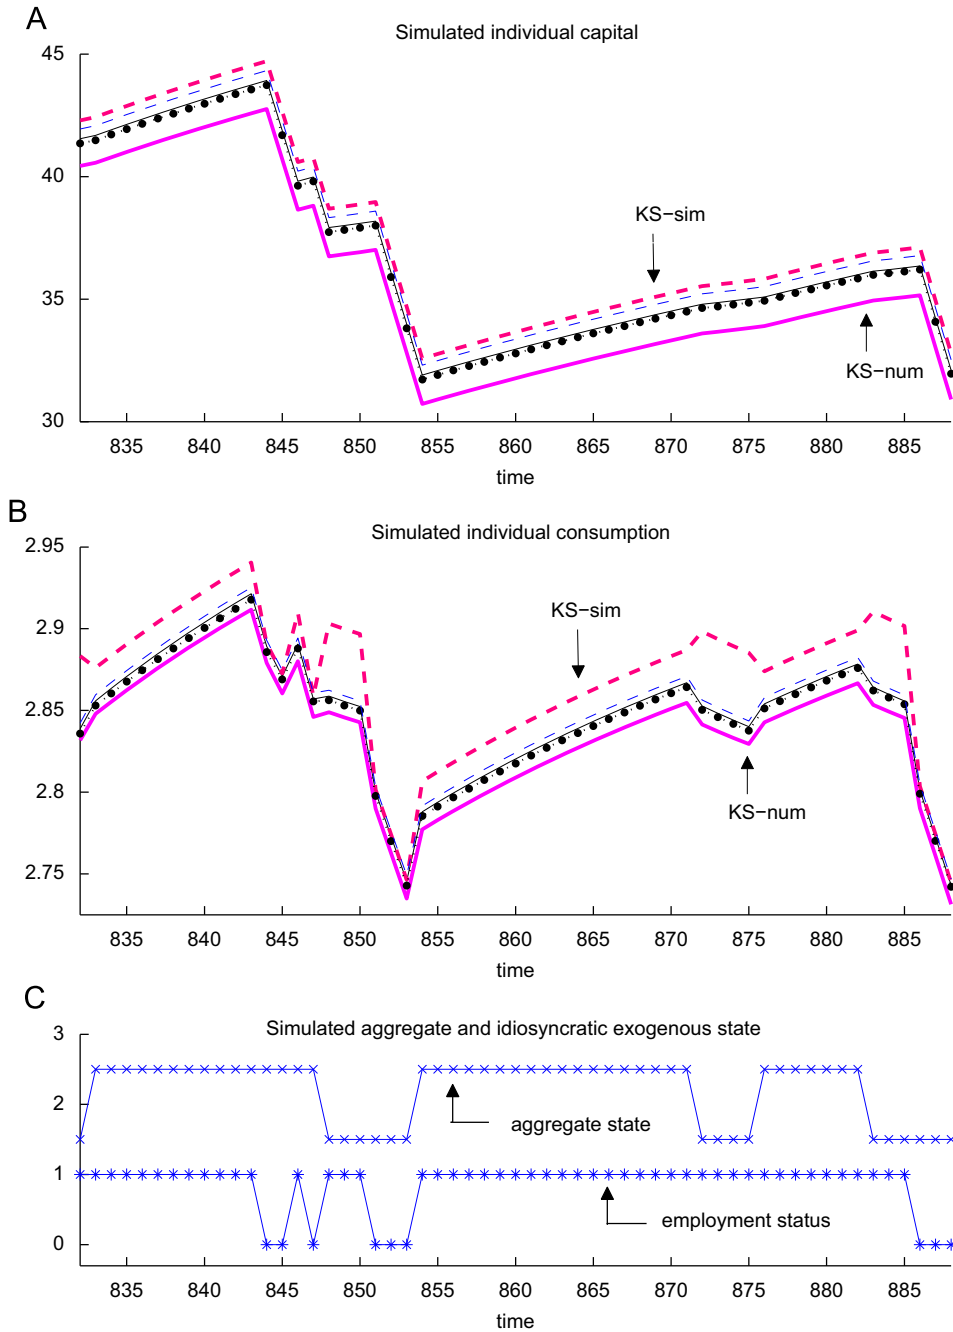 A
Simulated individual capital
45
40
35
30
KS−sim
KS−num
835 840 845 850 855 860 865 870 875 880 885
time
B
Simulated individual consumption
2.95
2.9
2.85
2.8
2.75
KS−sim
KS−num
835 840 845 850 855 860 865 870 875 880 885
time
C
Simulated aggregate and idiosyncratic exogenous state
3
2
1
0
aggregate state
employment status
835 840 845 850 855 860 865 870 875 880 885
time